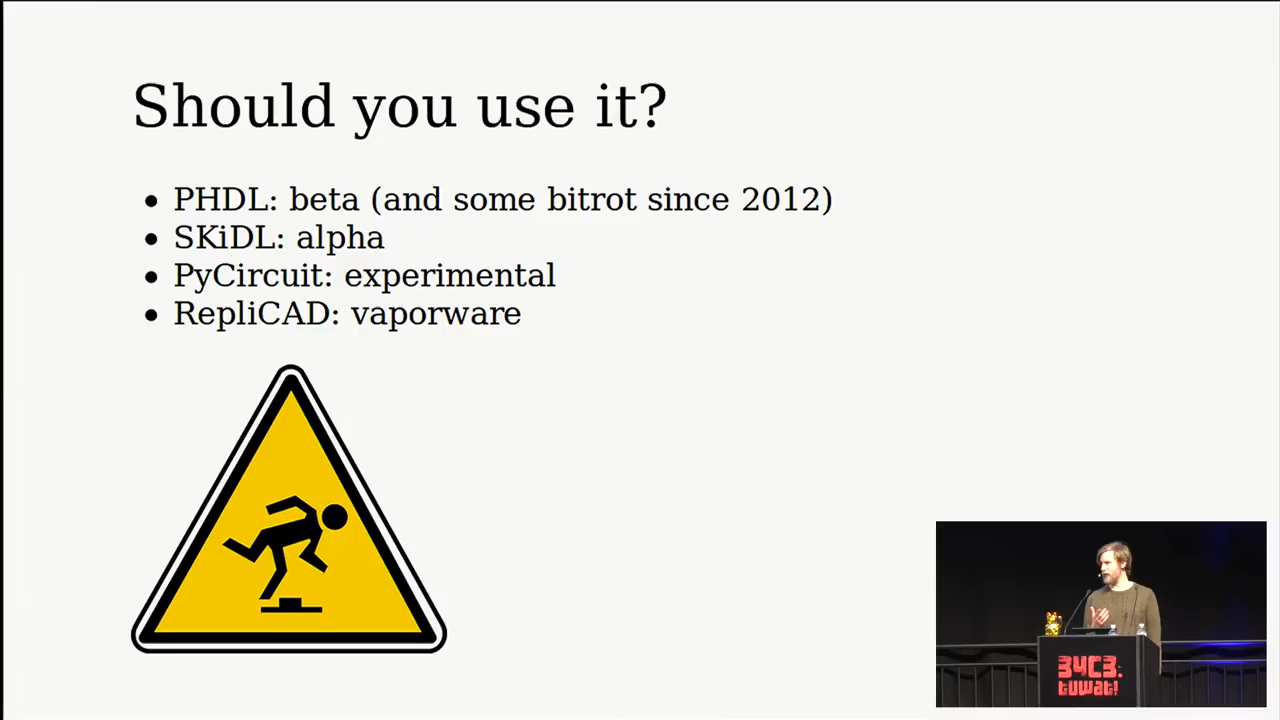 Should you use it?
• PHDL: beta (and some bitrot since 2012)
• SKiDL: alpha
• PyCircuit: experimental
• RepliCAD: vaporware
34C3:
tuwat!